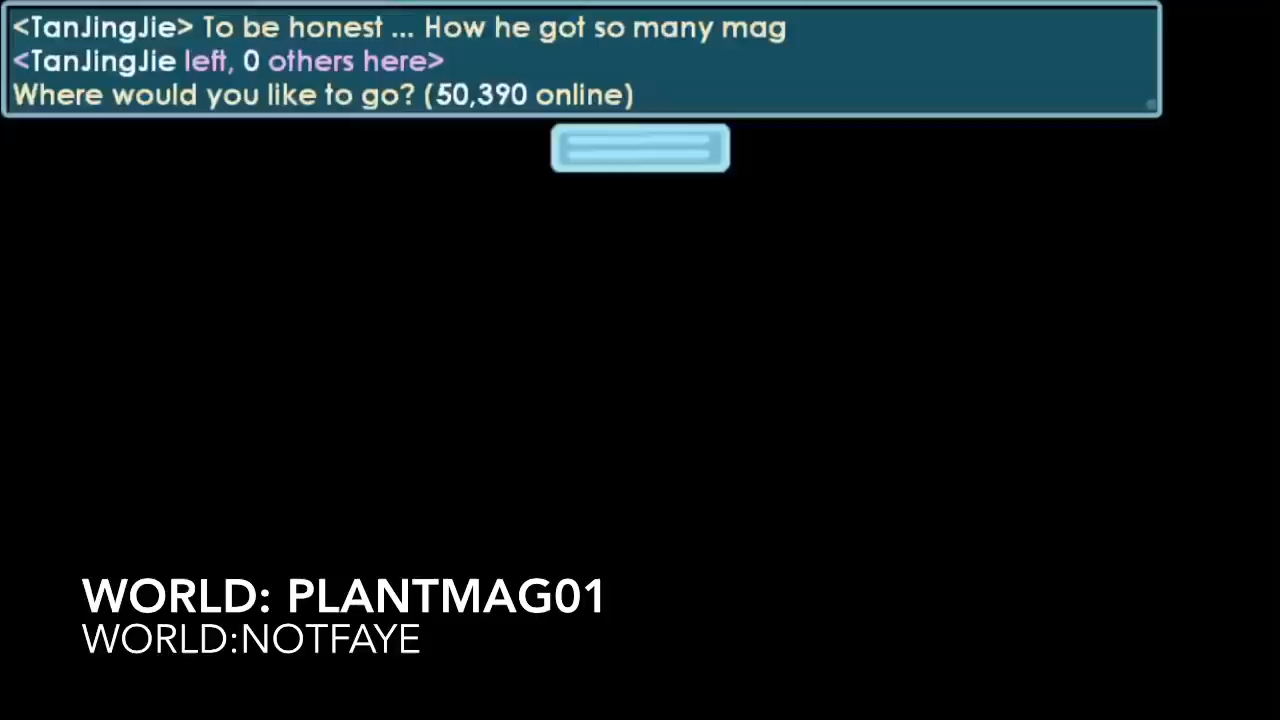 <TanJingJie> To be honest ... How he got so many mag
<TanJingJie left, 0 others here>
Where would you like to go? (50,390 online)
WORLD: PLANTMAG01
WORLD:NOTFAYE